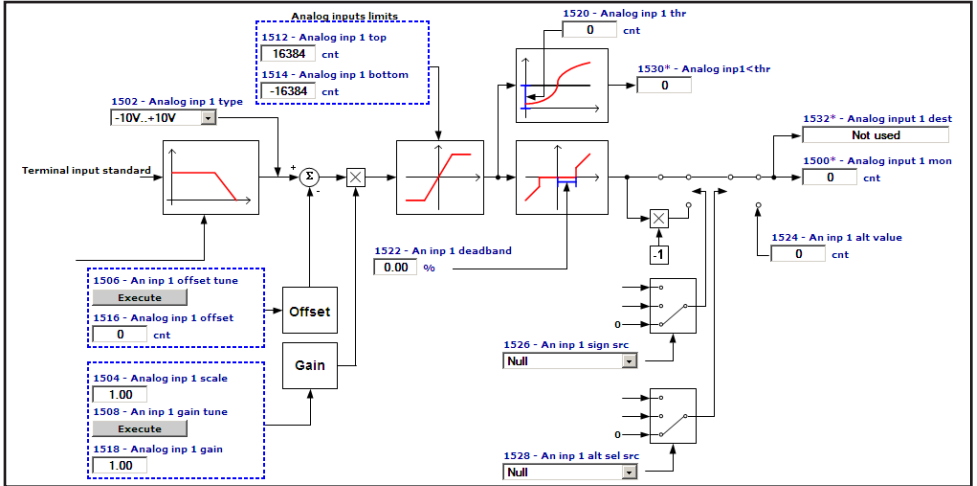 Analog inputs limits
1512 - Analog inp 1 top
16384 cnt
1514 - Analog inp 1 bottom
-16384 cnt
1520 - Analog inp 1 thr
0 cnt
1530* - Analog inp1<thr
0
1502 - Analog inp 1 type
-10V..+10V
1532* - Analog input 1 dest
Not used
1500* - Analog input 1 mon
0
cnt
Terminal input standard
+
Σ
-
×
×
-1
1524 - An inp 1 alt value
0 cnt
1522 - An inp 1 deadband
0.00 %
1506 - An inp 1 offset tune
Execute
1516 - Analog inp 1 offset
0 cnt
Offset
Gain
1504 - Analog inp 1 scale
1.00
1508 - An inp 1 gain tune
Execute
1518 - Analog inp 1 gain
1.00
0
1526 - An inp 1 sign src
Null
0
1528 - An inp 1 alt sel src
Null